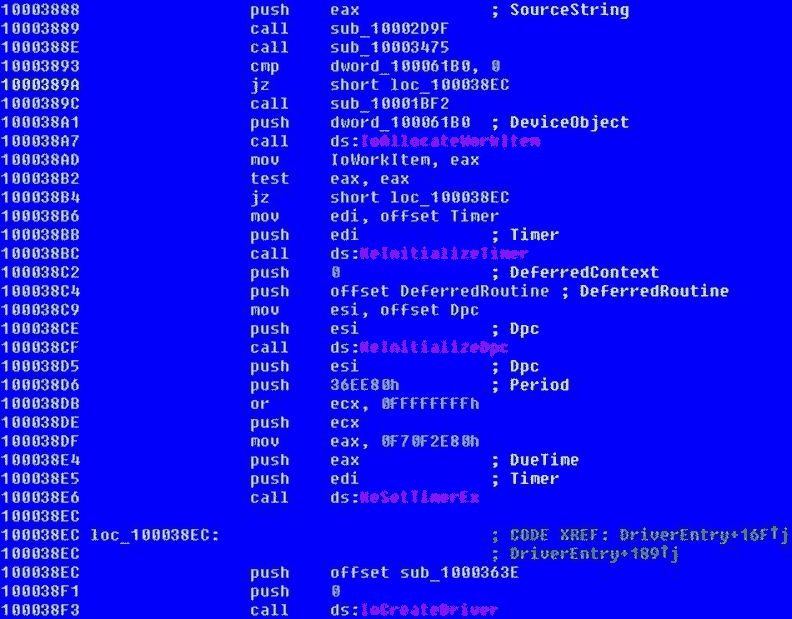 10003888 push eax ; SourceString
10003889 call sub_10002D9F
1000388E call sub_10003475
10003893 cmp dword_100061B0, 0
1000389A jz short loc_100038EC
1000389C call sub_10001BF2
100038A1 push dword_100061B0 ; DeviceObject
100038A7 call ds:IoAllocateWorkItem
100038AD mov IoWorkItem, eax
100038B2 test eax, eax
100038B4 jz short loc_100038EC
100038B6 mov edi, offset Timer
100038BB push edi ; Timer
100038BC call ds:KeInitializeTimer
100038C2 push 0 ; DeferredContext
100038C4 push offset DeferredRoutine ; DeferredRoutine
100038C9 mov esi, offset Dpc
100038CE push esi ; Dpc
100038CF call ds:KeInitializeDpc
100038D5 push esi ; Dpc
100038D6 push 36EE80h ; Period
100038DB or ecx, 0FFFFFFFFh
100038DE push ecx
100038DF mov eax, 0F70F2E80h
100038E4 push eax ; DueTime
100038E5 push edi ; Timer
100038E6 call ds:KeSetTimerEx
100038EC
100038EC loc_100038EC: ; CODE XREF: DriverEntry+16F↑j
100038EC ; DriverEntry+189↑j
100038EC push offset sub_1000363E
100038F1 push 0
100038F3 call ds:IoCreateDriver